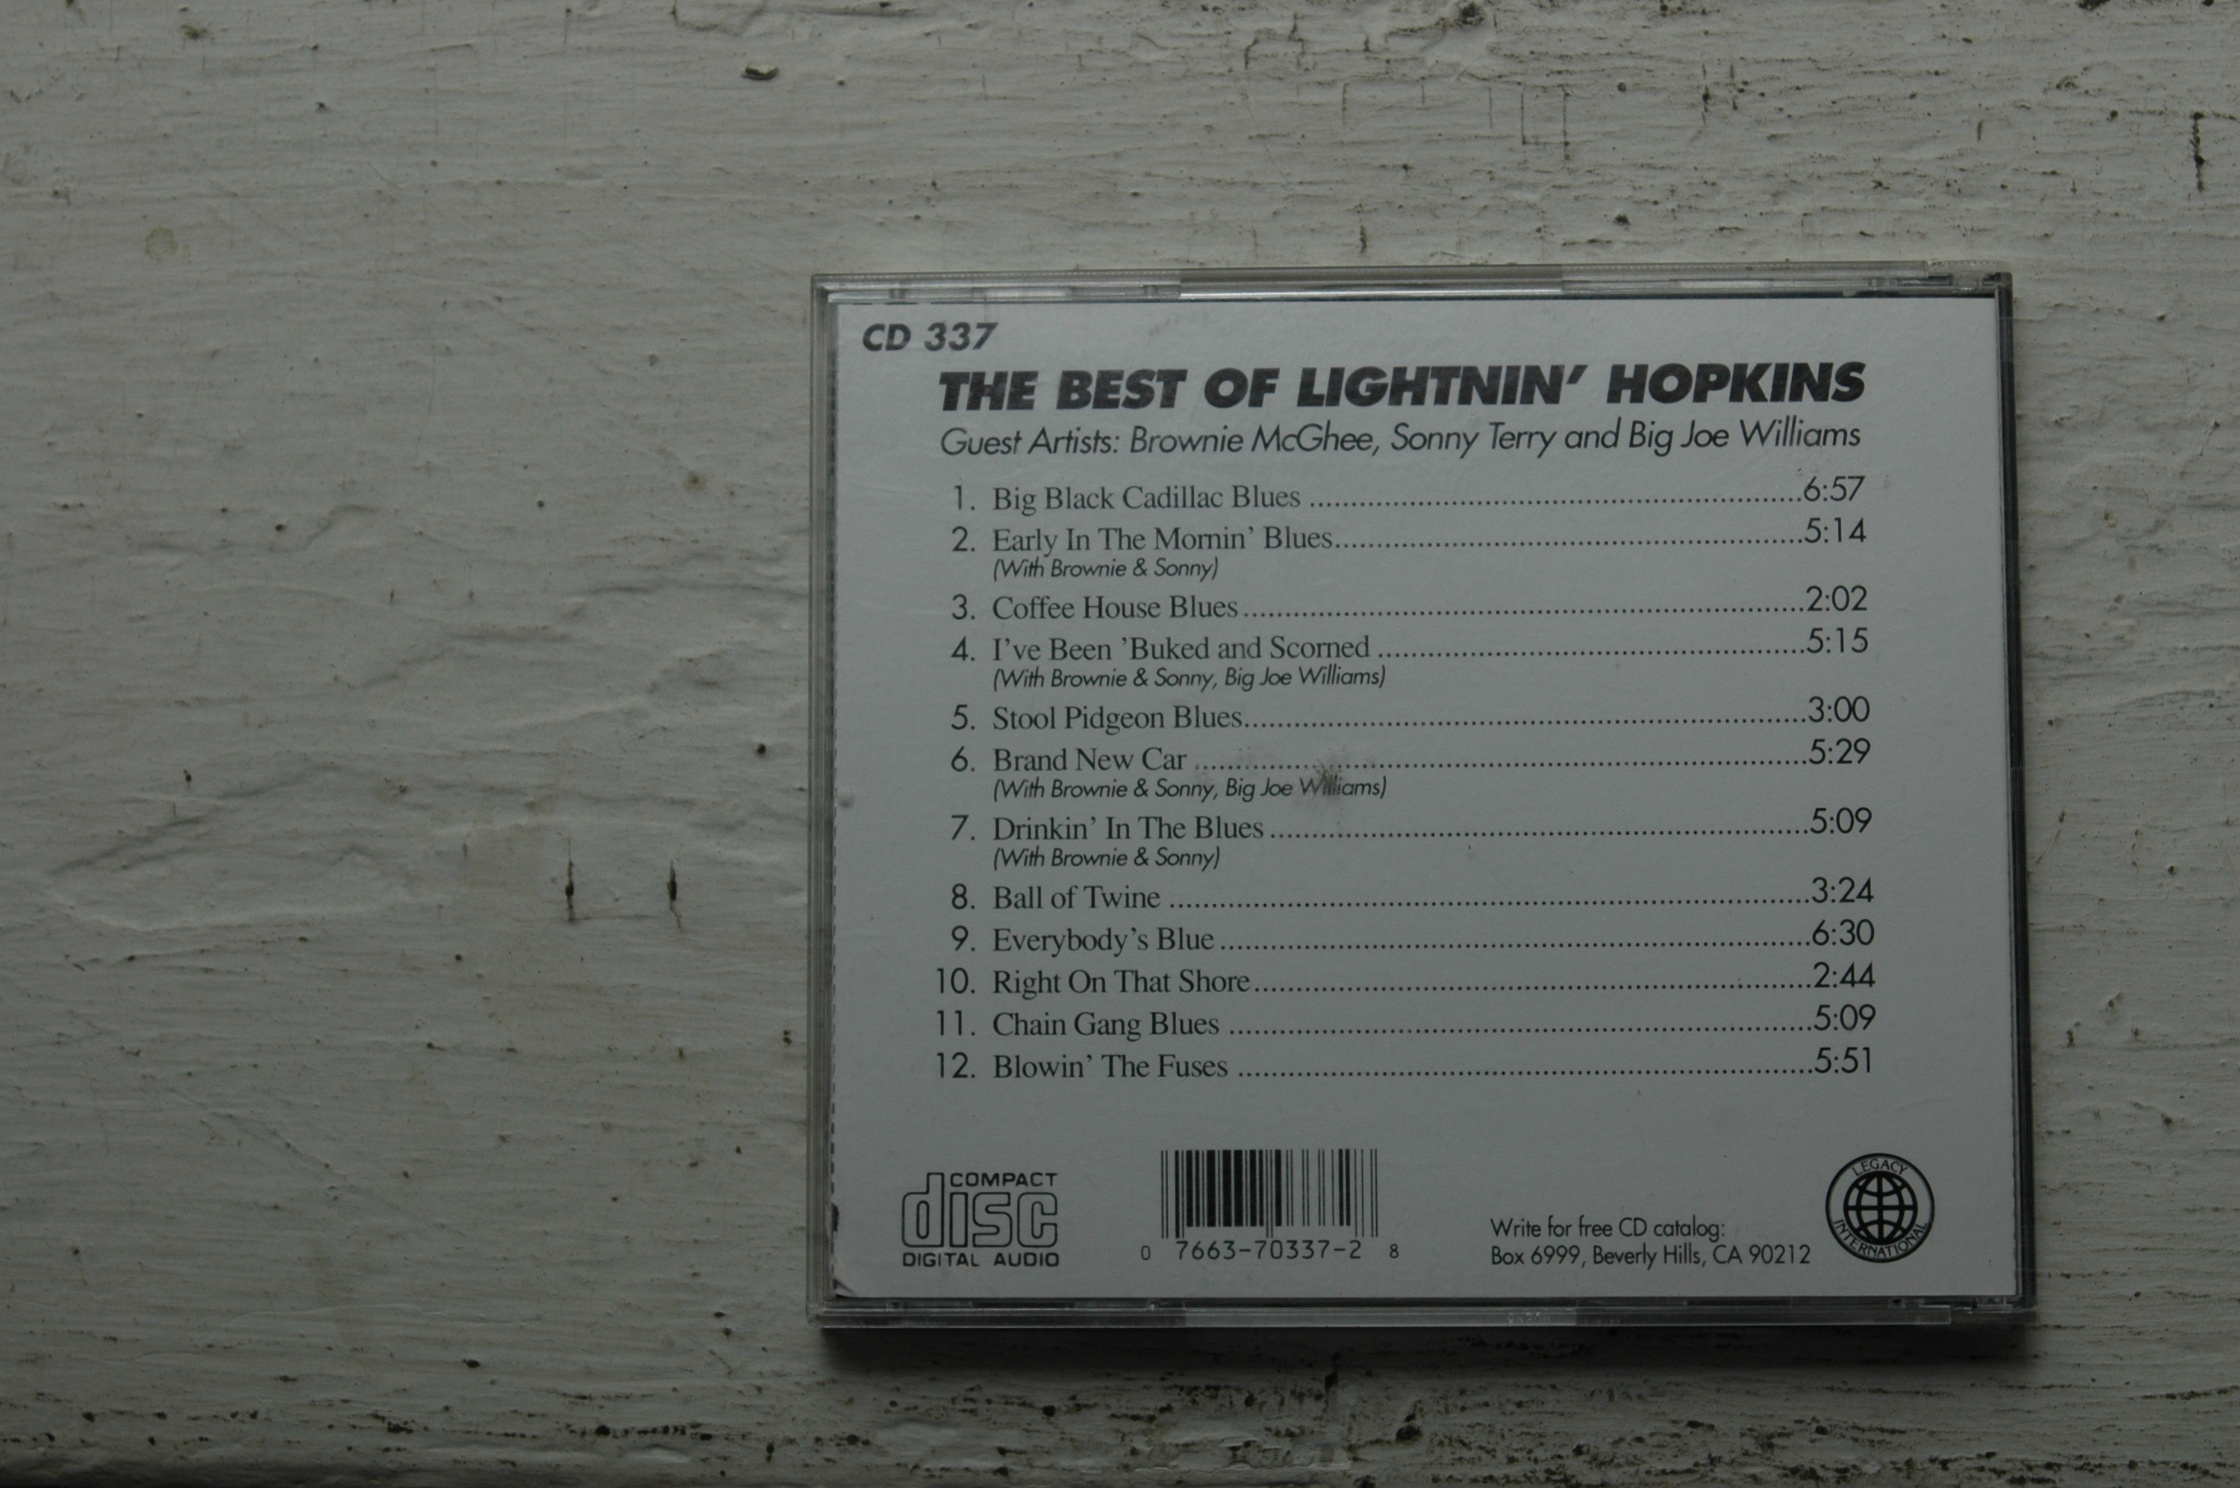 CD 337
THE BEST OF LIGHTNIN' HOPKINS
Guest Artists: Brownie McGhee, Sonny Terry and Big Joe Williams
1. Big Black Cadillac Blues ........ 6:57
2. Early In The Mornin' Blues ........ 5:14
(With Brownie & Sonny)
3. Coffee House Blues ........ 2:02
4. I've Been 'Buked and Scorned ........ 5:15
(With Brownie & Sonny, Big Joe Williams)
5. Stool Pidgeon Blues ........ 3:00
6. Brand New Car ........ 5:29
(With Brownie & Sonny, Big Joe Williams)
7. Drinkin' In The Blues ........ 5:09
(With Brownie & Sonny)
8. Ball of Twine ........ 3:24
9. Everybody's Blue ........ 6:30
10. Right On That Shore ........ 2:44
11. Chain Gang Blues ........ 5:09
12. Blowin' The Fuses ........ 5:51
COMPACT
disc
DIGITAL AUDIO
0 7663-70337-2 8
Write for free CD catalog:
Box 6999, Beverly Hills, CA 90212
LEGACY
INTERNATIONAL